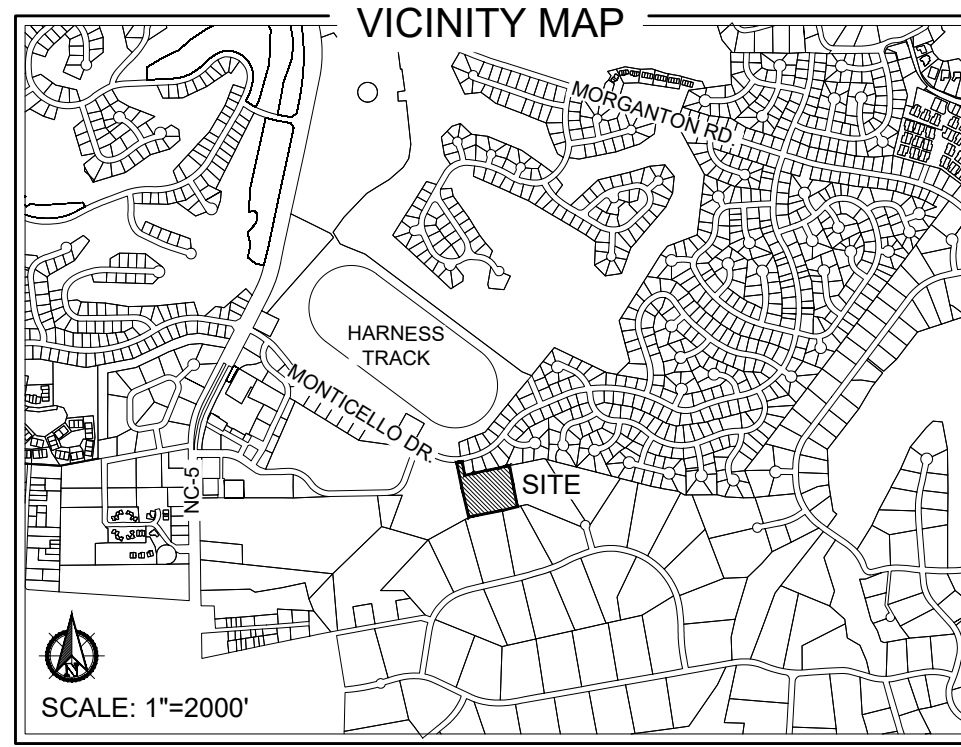 VICINITY MAP
MORGANTON RD.
HARNESS
TRACK
MONTICELLO DR.
NC-5
SITE
N
SCALE: 1"=2000'